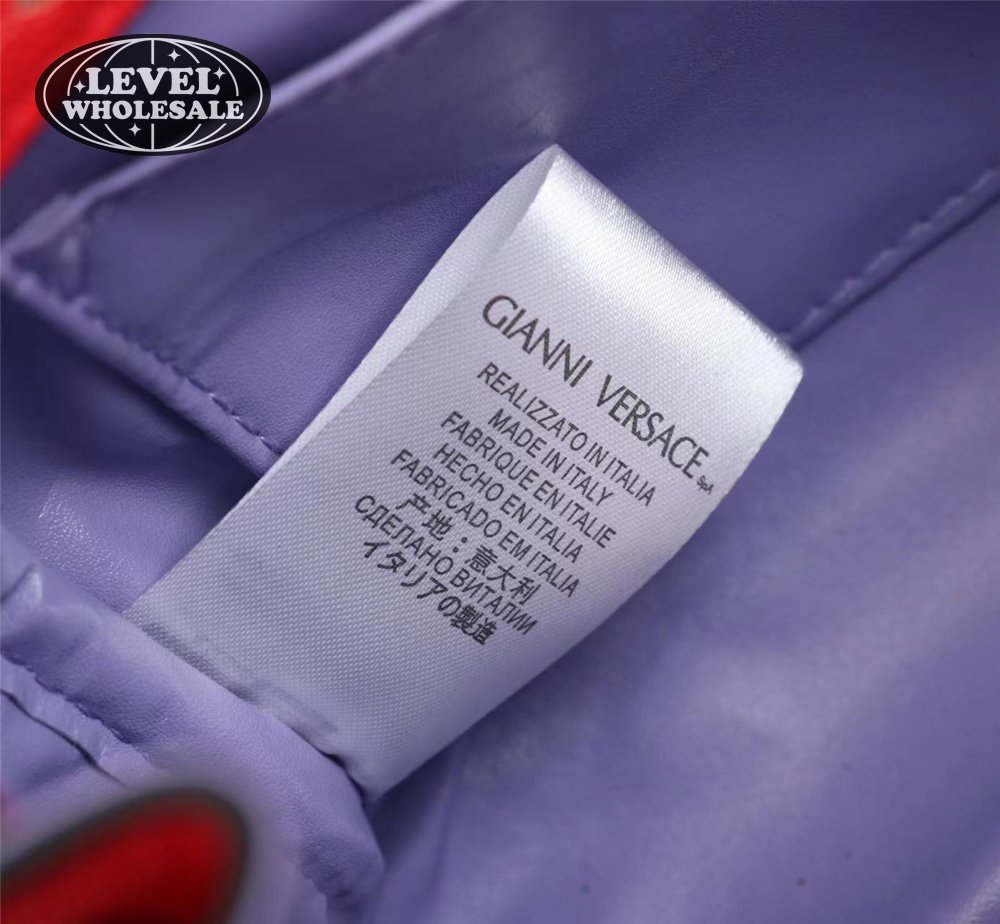 LEVEL
WHOLESALE
GIANNI VERSACE SpA
REALIZZATO IN ITALIA
MADE IN ITALY
FABRIQUE EN ITALIE
HECHO EN ITALIA
FABRICADO EM ITALIA
产地：意大利
СДЕЛАНО В ИТАЛИИ
イタリアの製造